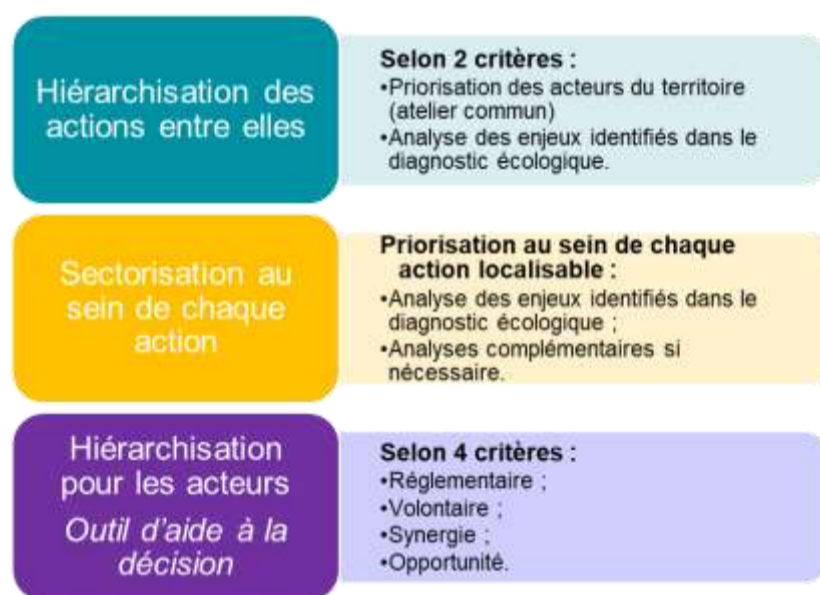 Hiérarchisation des
actions entre elles
Selon 2 critères :
•Priorisation des acteurs du territoire
(atelier commun)
•Analyse des enjeux identifiés dans le
diagnostic écologique.
Sectorisation au
sein de chaque
action
Priorisation au sein de chaque
action localisable :
•Analyse des enjeux identifiés dans le
diagnostic écologique ;
•Analyses complémentaires si
nécessaire.
Hiérarchisation
pour les acteurs
Outil d'aide à la
décision
Selon 4 critères :
•Réglementaire ;
•Volontaire ;
•Synergie ;
•Opportunité.